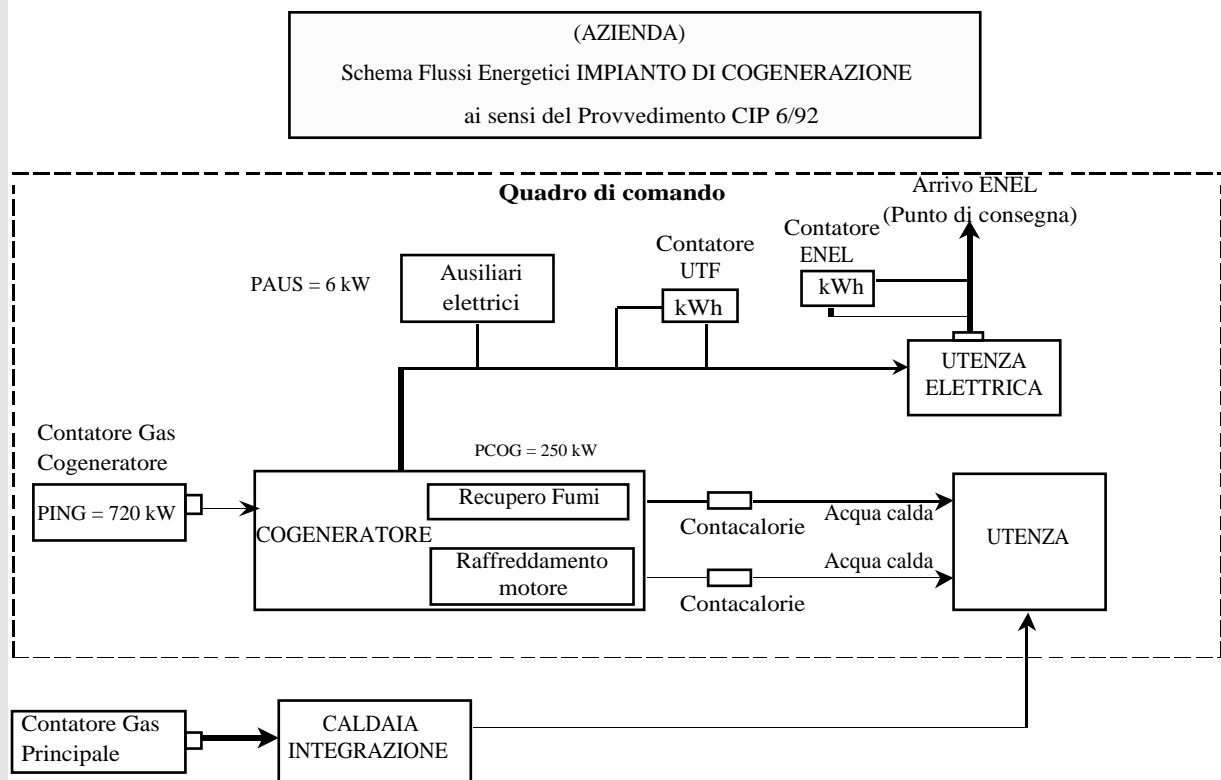 (AZIENDA)
Schema Flussi Energetici IMPIANTO DI COGENERAZIONE
ai sensi del Provvedimento CIP 6/92
Quadro di comando
Arrivo ENEL
(Punto di consegna)
Contatore
ENEL
kWh
Contatore
UTF
kWh
PAUS = 6 kW
Ausiliari
elettrici
UTENZA
ELETTRICA
Contatore Gas
Cogeneratore
PING = 720 kW
PCOG = 250 kW
COGENERATORE
Recupero Fumi
Raffreddamento
motore
Contacalorie
Acqua calda
Contacalorie
Acqua calda
UTENZA
Contatore Gas
Principale
CALDAIA
INTEGRAZIONE